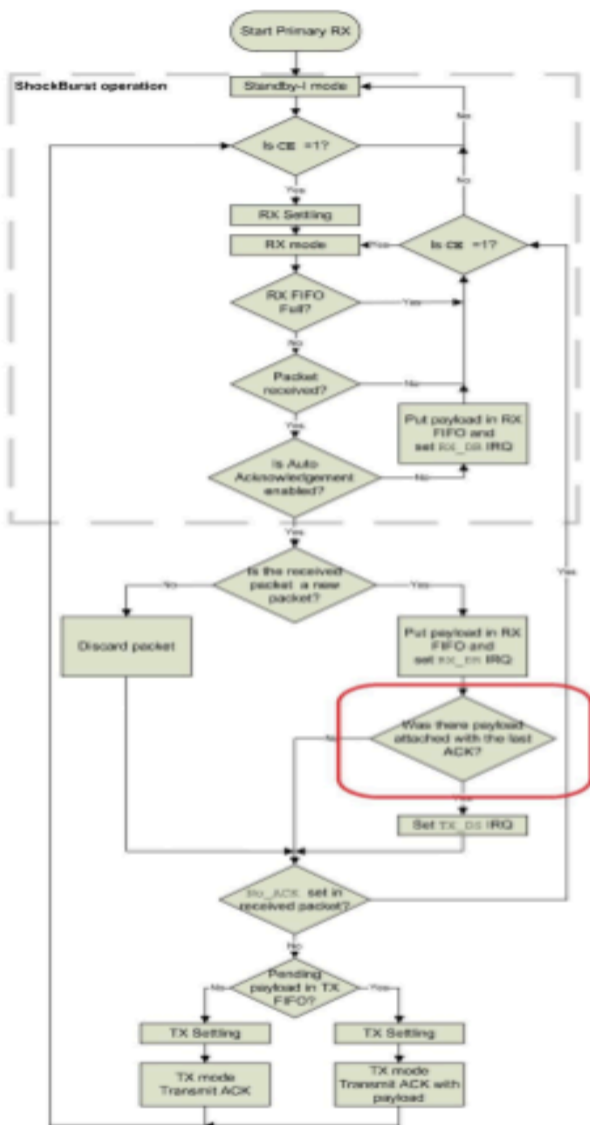 Start Primary RX
ShockBurst operation
Standby-I mode
No
Is CE =1?
No
Yes
RX Settling
RX mode
Yes
Is CE =1?
RX FIFO
Full?
Yes
No
Packet
received?
No
Put payload in RX
FIFO and
set RX_DR IRQ
Yes
Is Auto
Acknowledgement
enabled?
No
Yes
Is the received
packet a new
packet?
No
Yes
Yes
Discard packet
Put payload in RX
FIFO and
set RX_DR IRQ
Was there payload
attached with the last
ACK?
No
Yes
Set TX_DS IRQ
No_ACK set in
received packet?
No
Pending
payload in TX
FIFO?
No
Yes
TX Settling
TX Settling
TX mode
Transmit ACK
TX mode
Transmit ACK with
payload